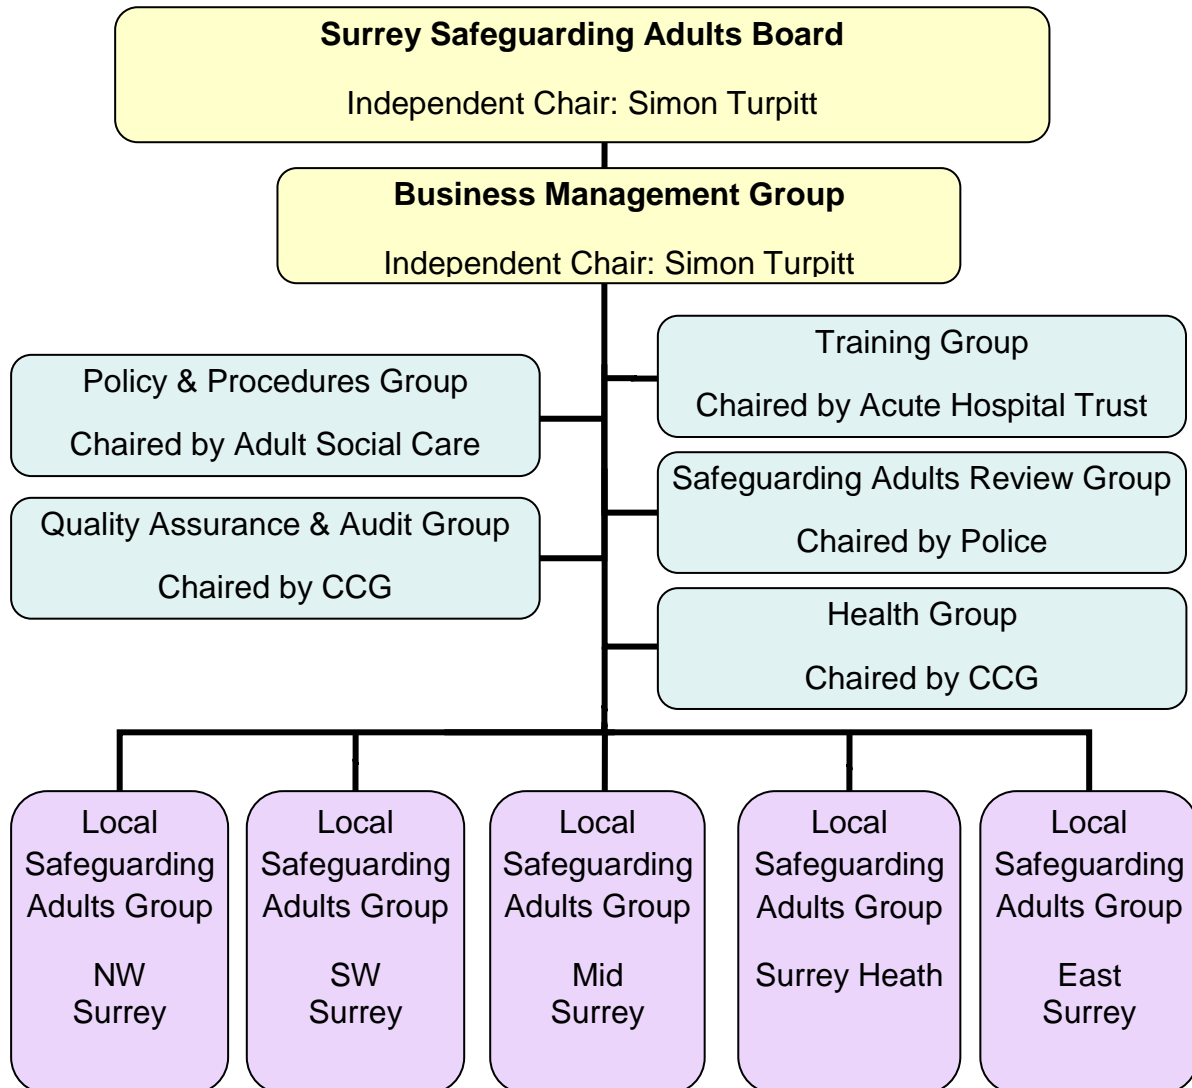 Surrey Safeguarding Adults Board
Independent Chair: Simon Turpitt
Business Management Group
Independent Chair: Simon Turpitt
Policy & Procedures Group
Chaired by Adult Social Care
Training Group
Chaired by Acute Hospital Trust
Quality Assurance & Audit Group
Chaired by CCG
Safeguarding Adults Review Group
Chaired by Police
Health Group
Chaired by CCG
Local
Safeguarding
Adults Group
NW
Surrey
Local
Safeguarding
Adults Group
SW
Surrey
Local
Safeguarding
Adults Group
Mid
Surrey
Local
Safeguarding
Adults Group
Surrey Heath
Local
Safeguarding
Adults Group
East
Surrey